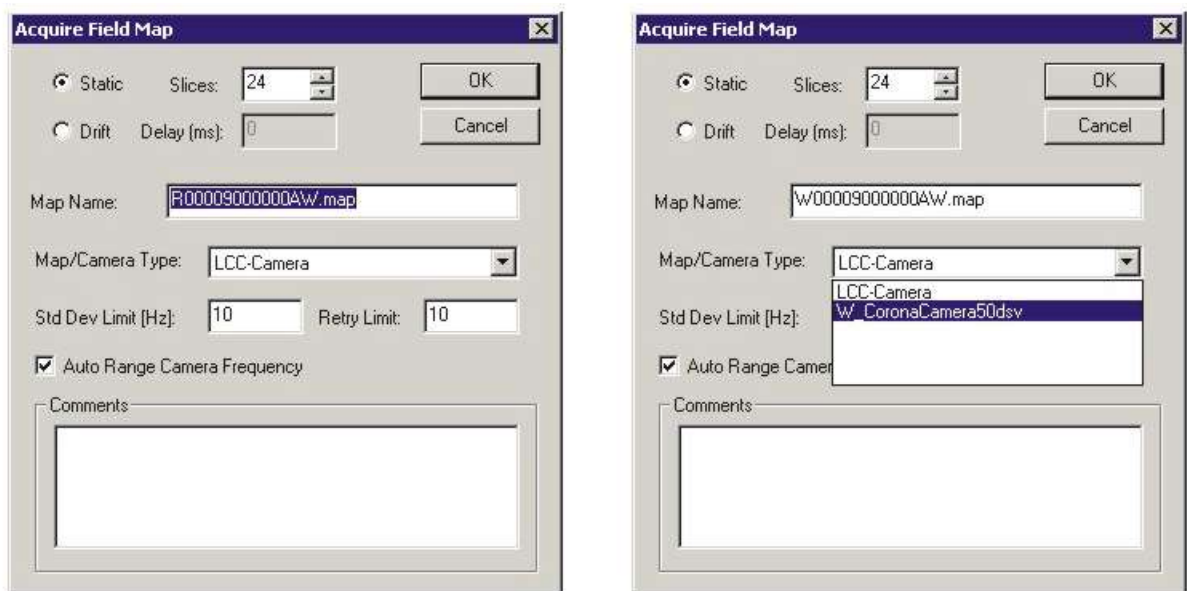 Acquire Field Map
Static Slices: 24 OK
Drift Delay (ms): 0 Cancel
Map Name: R00009000000AW.map
Map/Camera Type: LCC-Camera
Std Dev Limit [Hz]: 10 Retry Limit: 10
Auto Range Camera Frequency
Comments
Acquire Field Map
Static Slices: 24 OK
Drift Delay (ms): 0 Cancel
Map Name: W00009000000AW.map
Map/Camera Type: LCC-Camera
LCC-Camera
Std Dev Limit [Hz]: W_CoronaCamera50dsv
Auto Range Camer
Comments